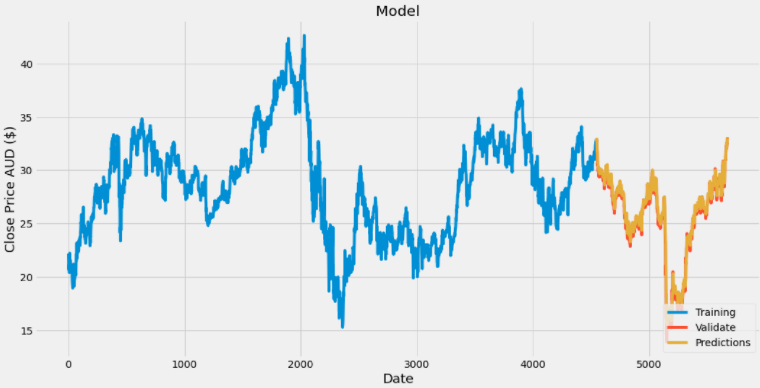 Model
40
35
30
25
20
15
Close Price AUD ($)
0
1000
2000
3000
4000
5000
Date
Training
Validate
Predictions